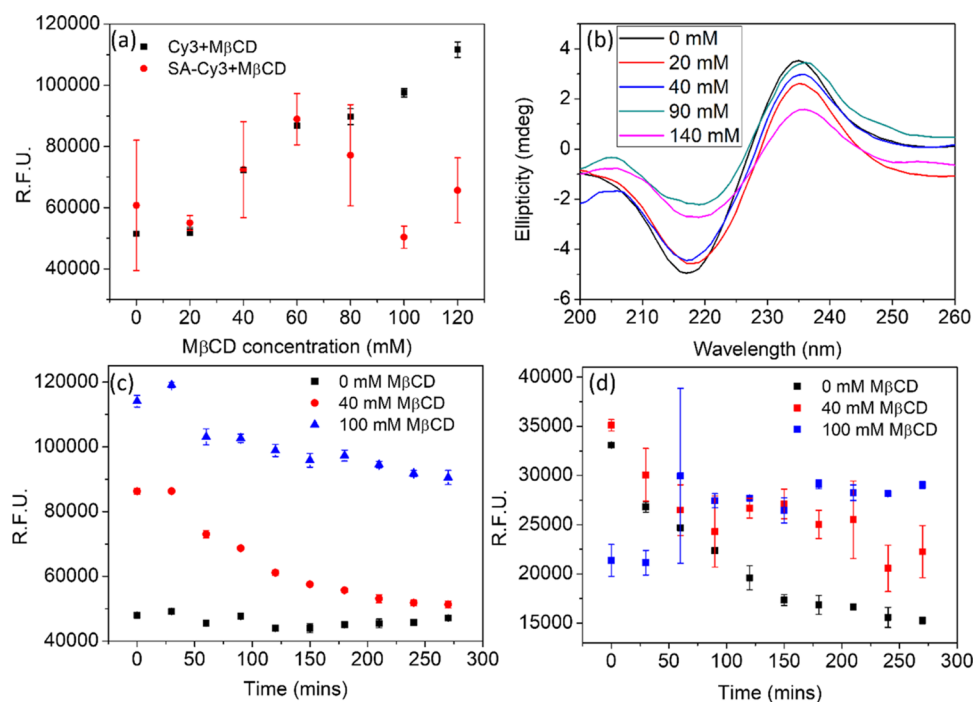 (a)
Cy3+MβCD
SA-Cy3+MβCD
120000
100000
80000
60000
40000
R.F.U.
0 20 40 60 80 100 120
MβCD concentration (mM)
(b)
0 mM
20 mM
40 mM
90 mM
140 mM
4
2
0
-2
-4
-6
Ellipticity (mdeg)
200 210 220 230 240 250 260
Wavelength (nm)
(c)
0 mM MβCD
40 mM MβCD
100 mM MβCD
120000
100000
80000
60000
40000
R.F.U.
0 50 100 150 200 250 300
Time (mins)
(d)
0 mM MβCD
40 mM MβCD
100 mM MβCD
40000
35000
30000
25000
20000
15000
R.F.U.
0 50 100 150 200 250 300
Time (mins)